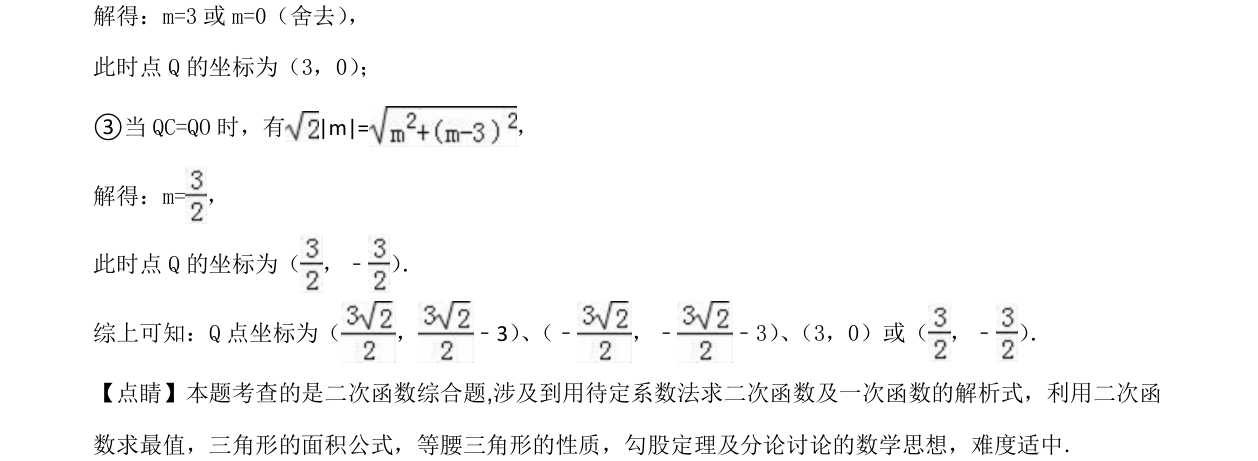 解得：m=3 或 m=0（舍去），
此时点 Q 的坐标为（3，0）；
③当 QC=QO 时，有√2|m|=√(m²+(m-3)²)，
解得：m=3/2，
此时点 Q 的坐标为（3/2，﹣3/2）．
综上可知：Q 点坐标为（3√2/2，3√2/2﹣3）、（﹣3√2/2，﹣3√2/2﹣3）、（3，0）或（3/2，﹣3/2）．
【点睛】本题考查的是二次函数综合题,涉及到用待定系数法求二次函数及一次函数的解析式，利用二次函
数求最值，三角形的面积公式，等腰三角形的性质，勾股定理及分论讨论的数学思想，难度适中．